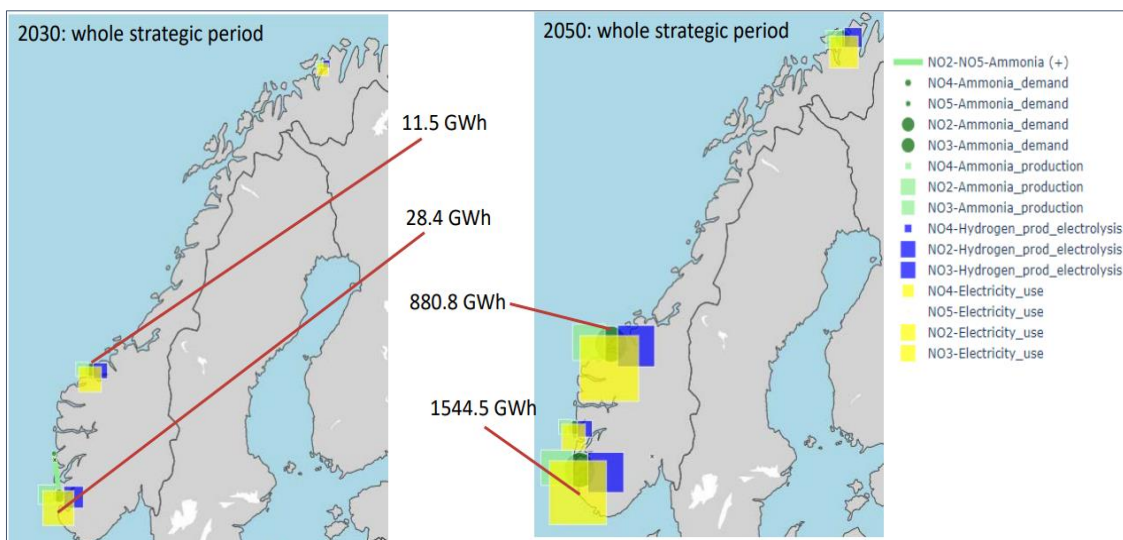 2030: whole strategic period
11.5 GWh
28.4 GWh
2050: whole strategic period
880.8 GWh
1544.5 GWh
NO2-NO5-Ammonia (+)
NO4-Ammonia_demand
NO5-Ammonia_demand
NO2-Ammonia_demand
NO3-Ammonia_demand
NO4-Ammonia_production
NO2-Ammonia_production
NO3-Ammonia_production
NO4-Hydrogen_prod_electrolysis
NO2-Hydrogen_prod_electrolysis
NO3-Hydrogen_prod_electrolysis
NO4-Electricity_use
NO5-Electricity_use
NO2-Electricity_use
NO3-Electricity_use